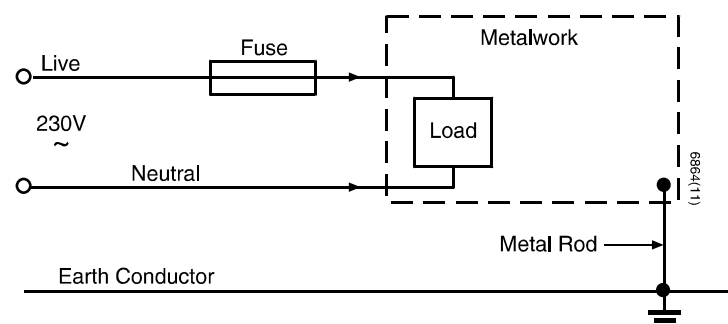 Fuse
Metalwork
Live
230V
~
Load
Neutral
6864(11)
Metal Rod
Earth Conductor